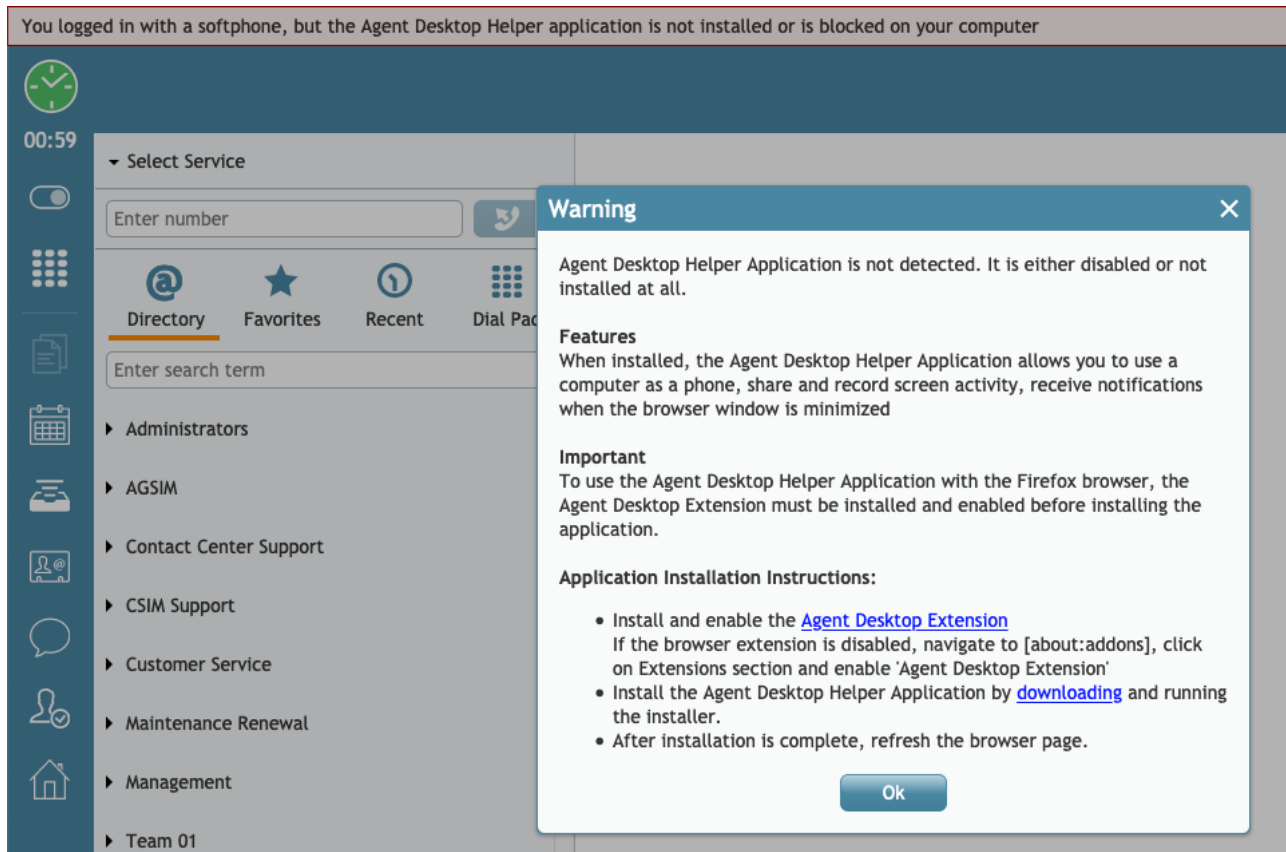 You logged in with a softphone, but the Agent Desktop Helper application is not installed or is blocked on your computer
00:59
Select Service
Enter number
Directory
Favorites
Recent
Dial Pad
Enter search term
Administrators
AGSIM
Contact Center Support
CSIM Support
Customer Service
Maintenance Renewal
Management
Team 01
Warning
Agent Desktop Helper Application is not detected. It is either disabled or not
installed at all.
Features
When installed, the Agent Desktop Helper Application allows you to use a
computer as a phone, share and record screen activity, receive notifications
when the browser window is minimized
Important
To use the Agent Desktop Helper Application with the Firefox browser, the
Agent Desktop Extension must be installed and enabled before installing the
application.
Application Installation Instructions:
• Install and enable the Agent Desktop Extension
If the browser extension is disabled, navigate to [about:addons], click
on Extensions section and enable 'Agent Desktop Extension'
• Install the Agent Desktop Helper Application by downloading and running
the installer.
• After installation is complete, refresh the browser page.
Ok